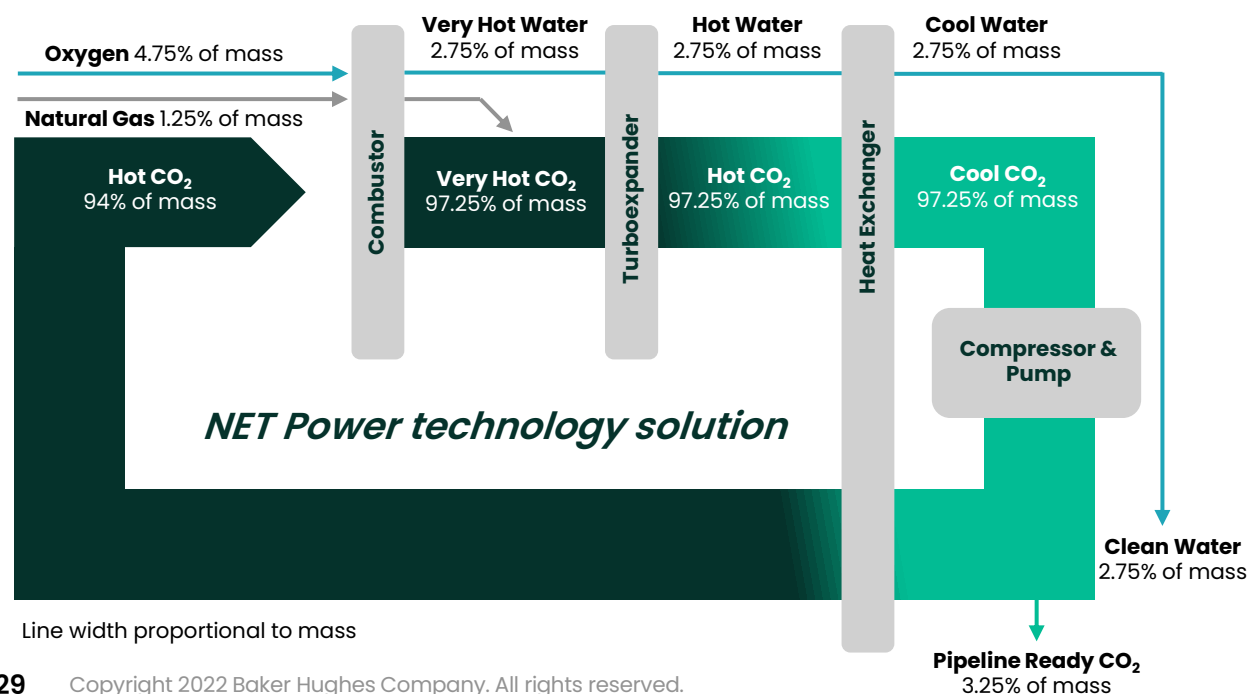 Oxygen 4.75% of mass
Natural Gas 1.25% of mass
Very Hot Water
2.75% of mass
Hot Water
2.75% of mass
Cool Water
2.75% of mass
Hot CO₂
94% of mass
Combustor
Very Hot CO₂
97.25% of mass
Turboexpander
Hot CO₂
97.25% of mass
Heat Exchanger
Cool CO₂
97.25% of mass
Compressor &
Pump
NET Power technology solution
Clean Water
2.75% of mass
Line width proportional to mass
Pipeline Ready CO₂
3.25% of mass
29 Copyright 2022 Baker Hughes Company. All rights reserved.